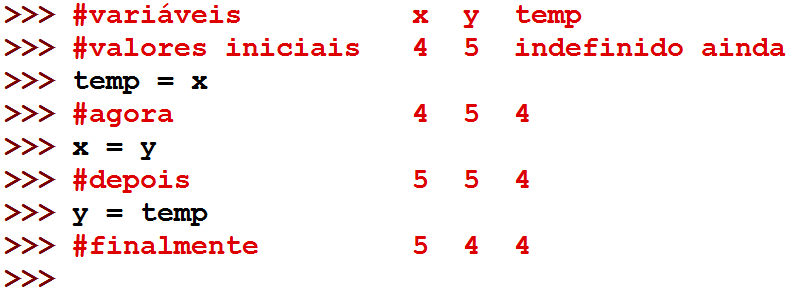 >>> #variáveis          x  y  temp
>>> #valores iniciais   4  5  indefinido ainda
>>> temp = x
>>> #agora              4  5  4
>>> x = y
>>> #depois             5  5  4
>>> y = temp
>>> #finalmente         5  4  4
>>>